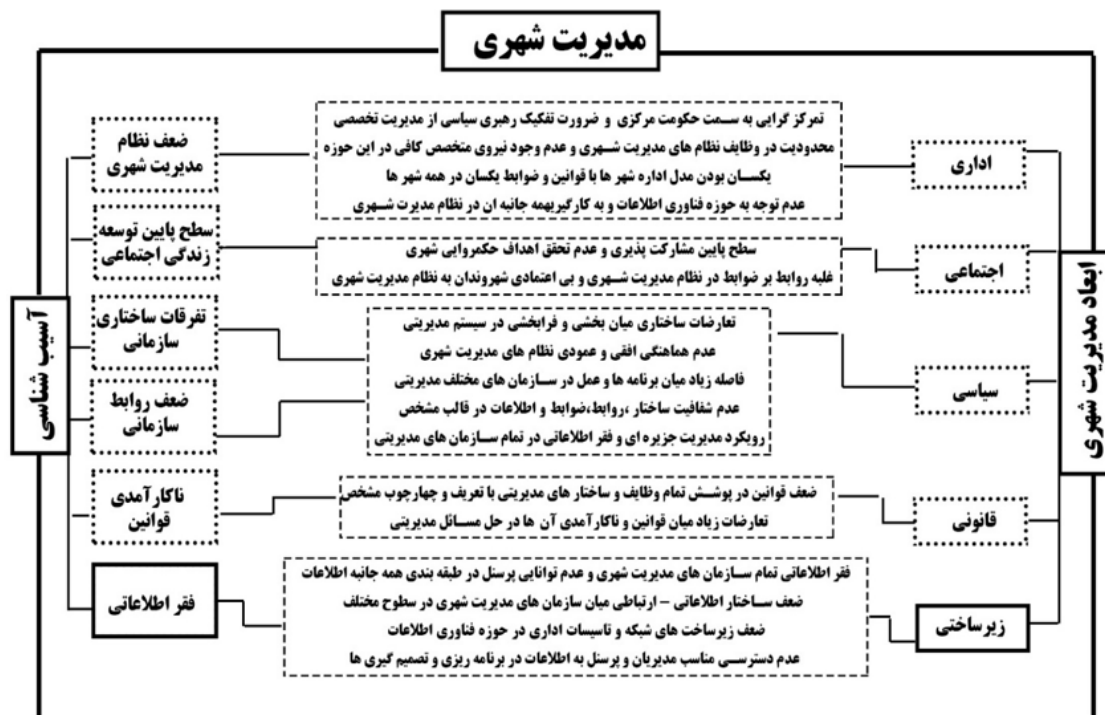 مدیریت شهری
ابعاد مدیریت شهری
اداری
تمرکز گرایی به سمت حکومت مرکزی و ضرورت تفکیک رهبری سیاسی از مدیریت تخصصی
محدودیت در وظایف نظام های مدیریت شهری و عدم وجود نیروی متخصص کافی در این حوزه
یکسان بودن مدل اداره شهر ها با قوانین و ضوابط یکسان در همه شهر ها
عدم توجه به حوزه فناوری اطلاعات و به کارگیریهمه جانبه ان در نظام مدیرت شهری
ضعف نظام
مدیریت شهری
اجتماعی
سطح پایین مشارکت پذیری و عدم تحقق اهداف حکمروایی شهری
غلبه روابط بر ضوابط در نظام مدیریت شهری و بی اعتمادی شهروندان به نظام مدیریت شهری
سطح پایین توسعه
زندگی اجتماعی
سیاسی
تعارضات ساختاری میان بخشی و فرابخشی در سیستم مدیریتی
عدم هماهنگی افقی و عمودی نظام های مدیریت شهری
فاصله زیاد میان برنامه ها و عمل در سازمان های مختلف مدیریتی
عدم شفافیت ساختار ،روابط،ضوابط و اطلاعات در قالب مشخص
رویکرد مدیریت جزیره ای و فقر اطلاعاتی در تمام سازمان های مدیریتی
تفرقات ساختاری
سازمانی
ضعف روابط
سازمانی
قانونی
ضعف قوانین در پوشش تمام وظایف و ساختار های مدیریتی با تعریف و چهارچوب مشخص
تعارضات زیاد میان قوانین و ناکارآمدی آن ها در حل مسائل مدیریتی
ناکارآمدی
قوانین
زیرساختی
فقر اطلاعاتی تمام سازمان های مدیریت شهری و عدم توانایی پرسنل در طبقه بندی همه جانبه اطلاعات
ضعف ساختار اطلاعاتی – ارتباطی میان سازمان های مدیریت شهری در سطوح مختلف
ضعف زیرساخت های شبکه و تاسیسات اداری در حوزه فناوری اطلاعات
عدم دسترسی مناسب مدیریان و پرسنل به اطلاعات در برنامه ریزی و تصمیم گیری ها
فقر اطلاعاتی
آسیب شناسی